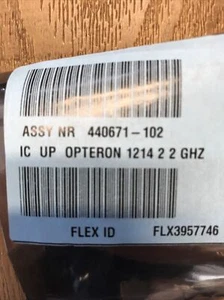 ASSY NR 440671-102
IC UP OPTERON 1214 2 2 GHZ
FLEX ID FLX3957746